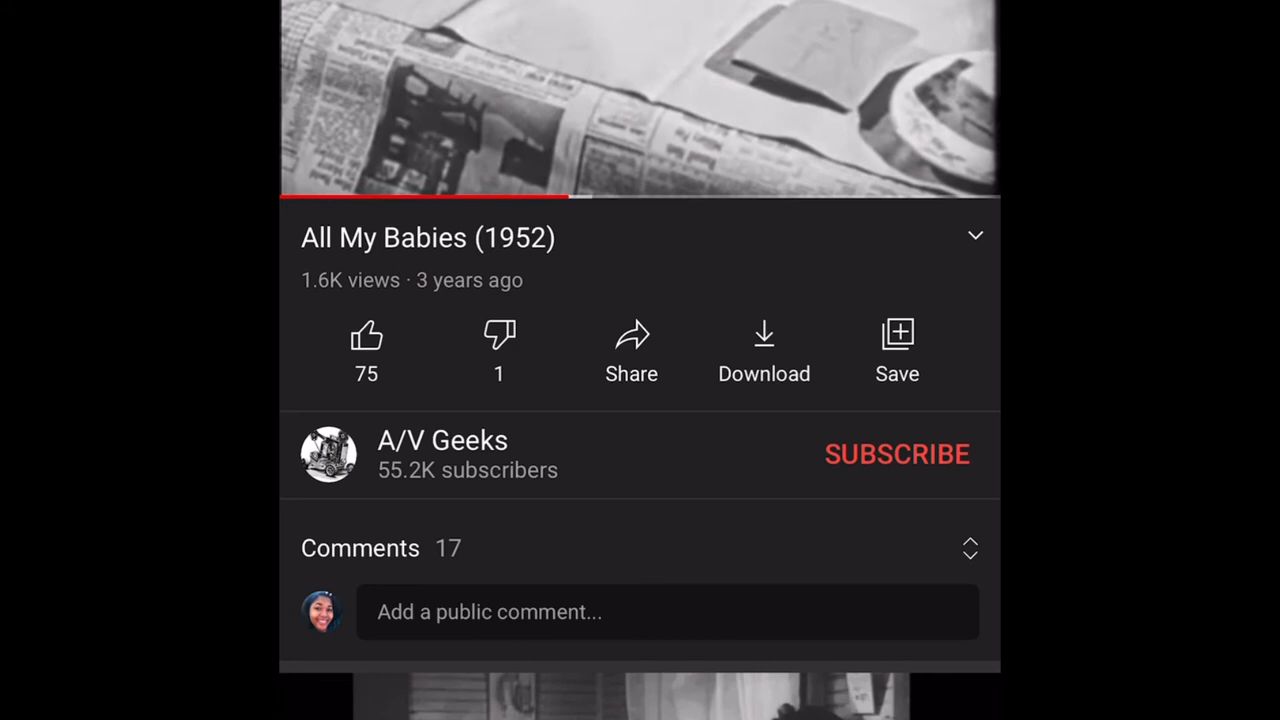 All My Babies (1952)
1.6K views · 3 years ago
75
1
Share
Download
Save
A/V Geeks
55.2K subscribers
SUBSCRIBE
Comments 17
Add a public comment...